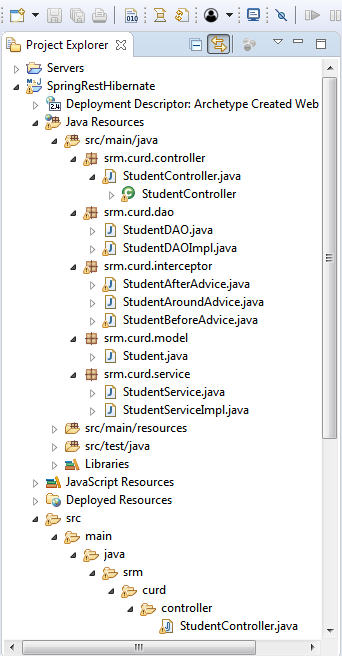 010
Project Explorer
Servers
SpringRestHibernate
2.4 Deployment Descriptor: Archetype Created Web
Java Resources
src/main/java
srm.curd.controller
StudentController.java
StudentController
srm.curd.dao
StudentDAO.java
StudentDAOImpl.java
srm.curd.interceptor
StudentAfterAdvice.java
StudentAroundAdvice.java
StudentBeforeAdvice.java
srm.curd.model
Student.java
srm.curd.service
StudentService.java
StudentServiceImpl.java
src/main/resources
src/test/java
Libraries
JavaScript Resources
Deployed Resources
src
main
java
srm
curd
controller
StudentController.java